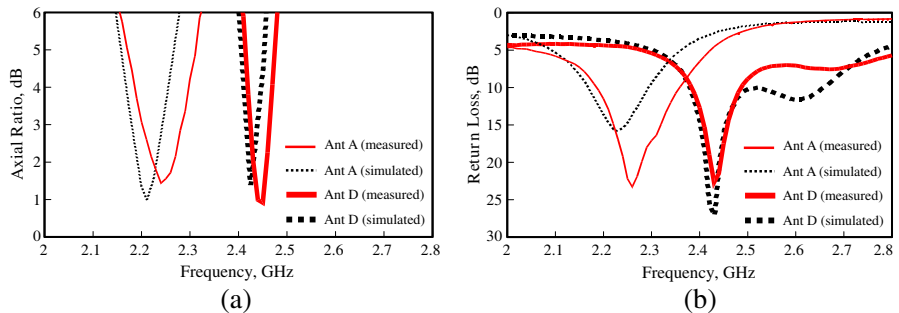 6
5
4
3
2
1
0
Axial Ratio, dB
Ant A (measured)
Ant A (simulated)
Ant D (measured)
Ant D (simulated)
2 2.1 2.2 2.3 2.4 2.5 2.6 2.7 2.8
Frequency, GHz
(a)
0
5
10
15
20
25
30
Return Loss, dB
Ant A (measured)
Ant A (simulated)
Ant D (measured)
Ant D (simulated)
2 2.1 2.2 2.3 2.4 2.5 2.6 2.7 2.8
Frequency, GHz
(b)